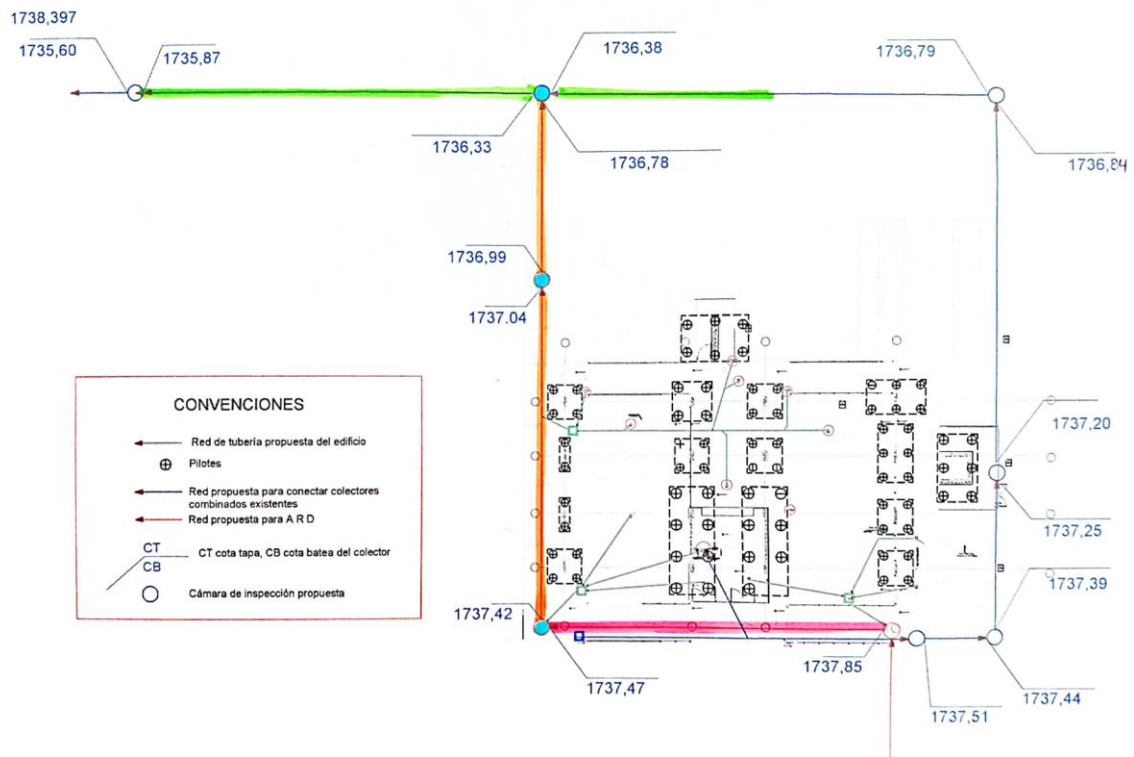 1738,397
1735,60
1735,87
1736,38
1736,79
1736,33
1736,78
1736,84
1736,99
1737.04
1737,20
1737,25
1737,39
1737,42
1737,47
1737,85
1737,51
1737,44
CONVENCIONES
Red de tubería propuesta del edificio
Pilotes
Red propuesta para conectar colectores
combinados existentes
Red propuesta para A R D
CT
CB
CT cota tapa, CB cota batea del colector
Cámara de inspección propuesta